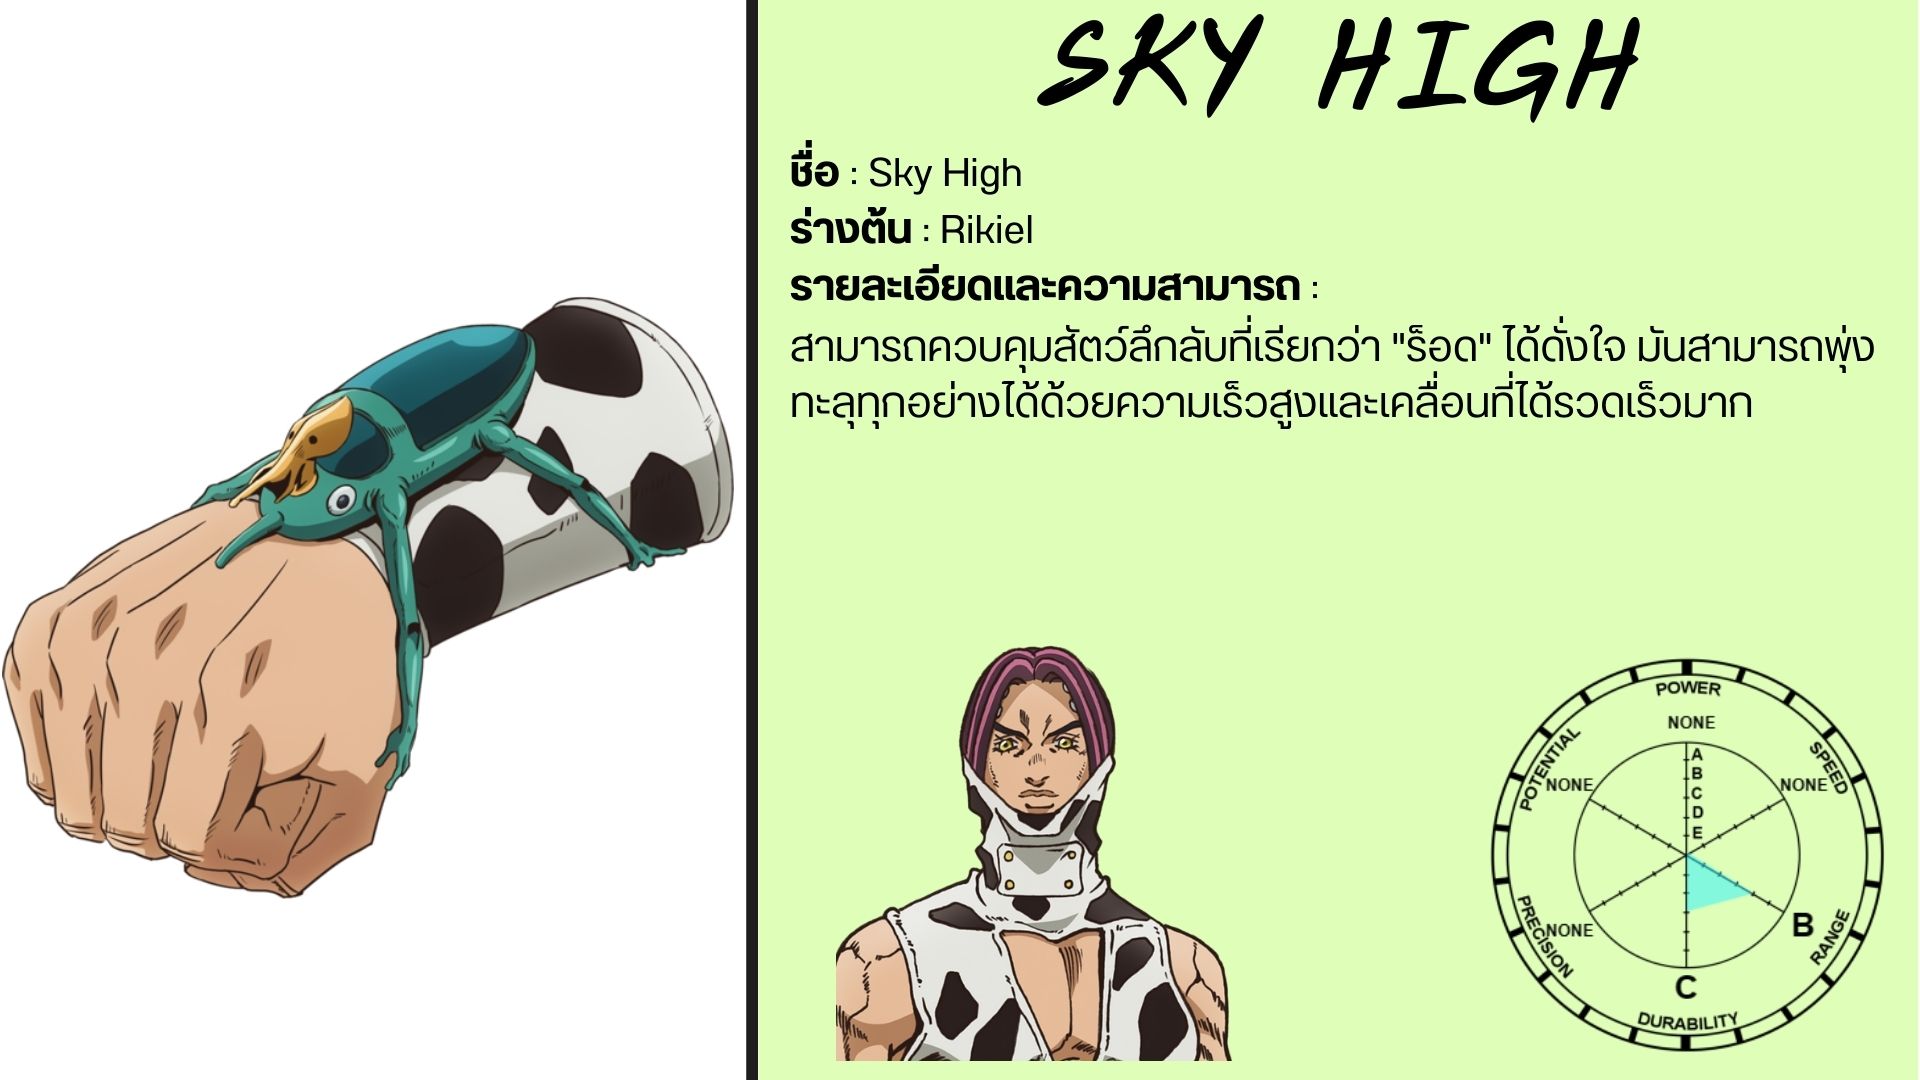 SKY HIGH
ชื่อ : Sky High
ร่างต้น : Rikiel
รายละเอียดและความสามารถ :
สามารถควบคุมสัตว์ลึกลับที่เรียกว่า "ร็อด" ได้ดั่งใจ มันสามารถพุ่ง
ทะลุทุกอย่างได้ด้วยความเร็วสูงและเคลื่อนที่ได้รวดเร็วมาก
POWER
NONE
SPEED
NONE
RANGE
B
DURABILITY
C
PRECISION
NONE
POTENTIAL
NONE
A
B
C
D
E